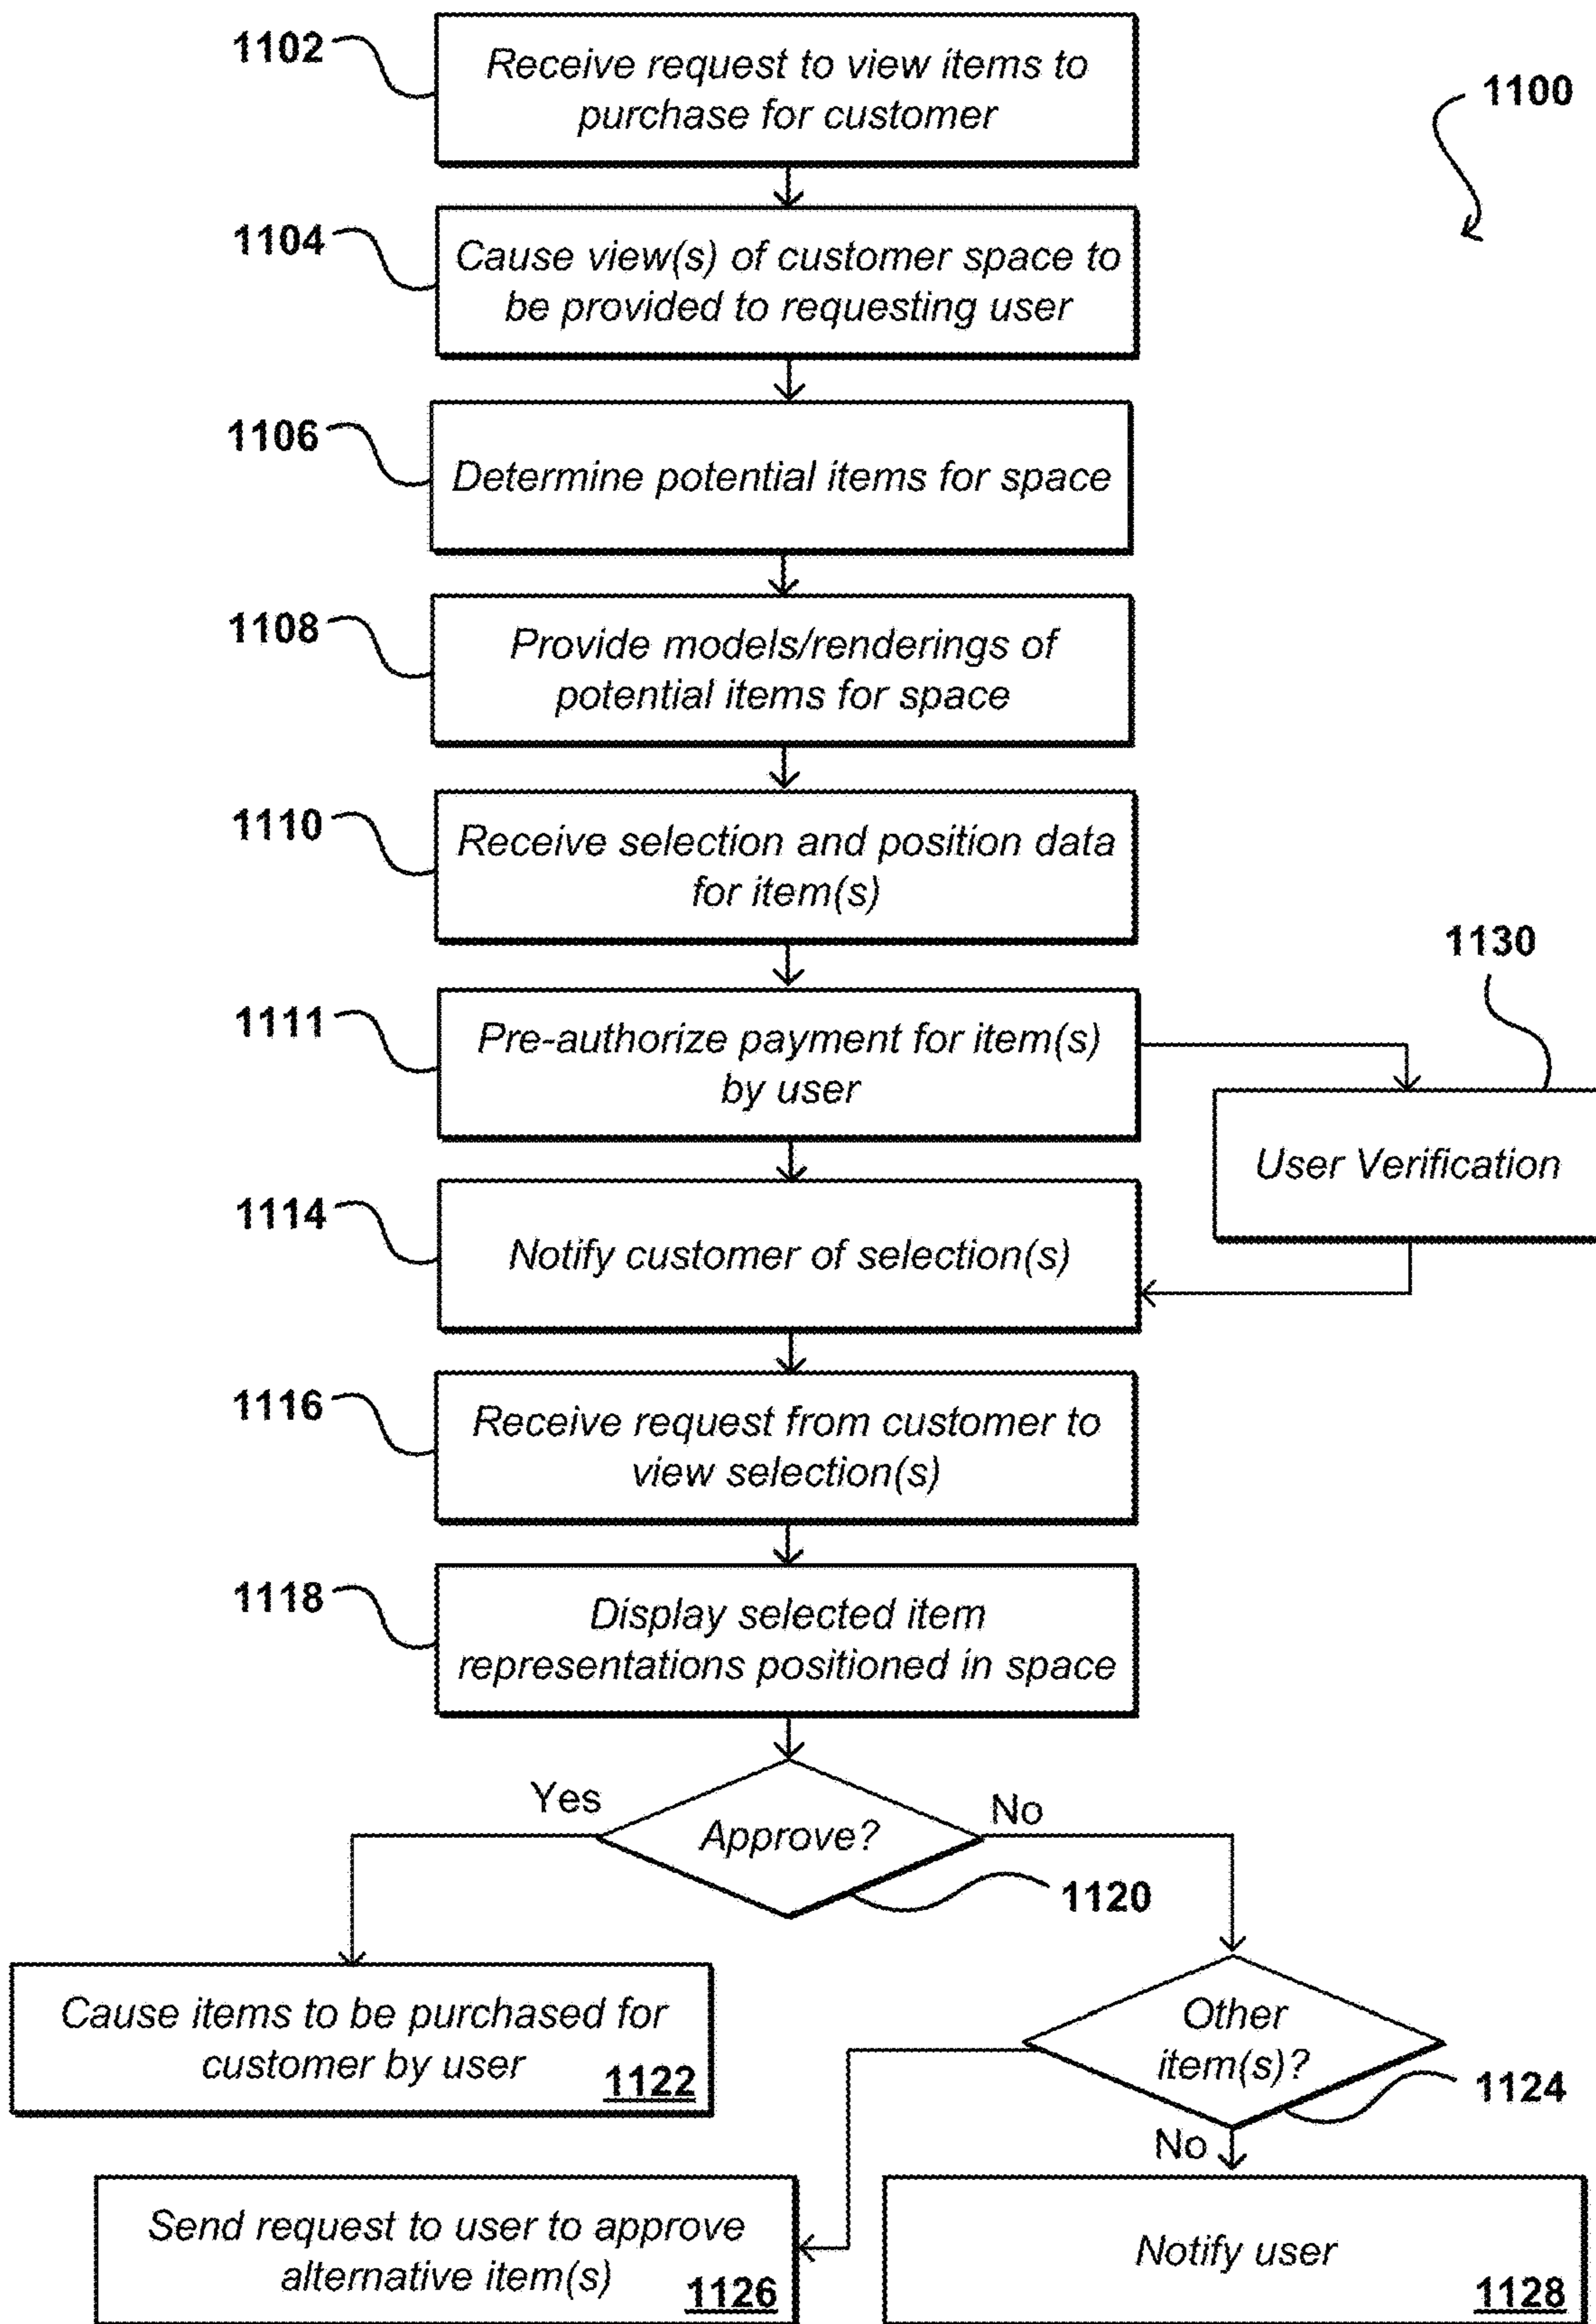 1102
Receive request to view items to
purchase for customer
1100
1104
Cause view(s) of customer space to
be provided to requesting user
1106
Determine potential items for space
1108
Provide models/renderings of
potential items for space
1110
Receive selection and position data
for item(s)
1130
1111
Pre-authorize payment for item(s)
by user
User Verification
1114
Notify customer of selection(s)
1116
Receive request from customer to
view selection(s)
1118
Display selected item
representations positioned in space
Yes
No
Approve?
1120
Cause items to be purchased for
customer by user
1122
Other
item(s)?
1124
No
Send request to user to approve
alternative item(s)
1126
Notify user
1128